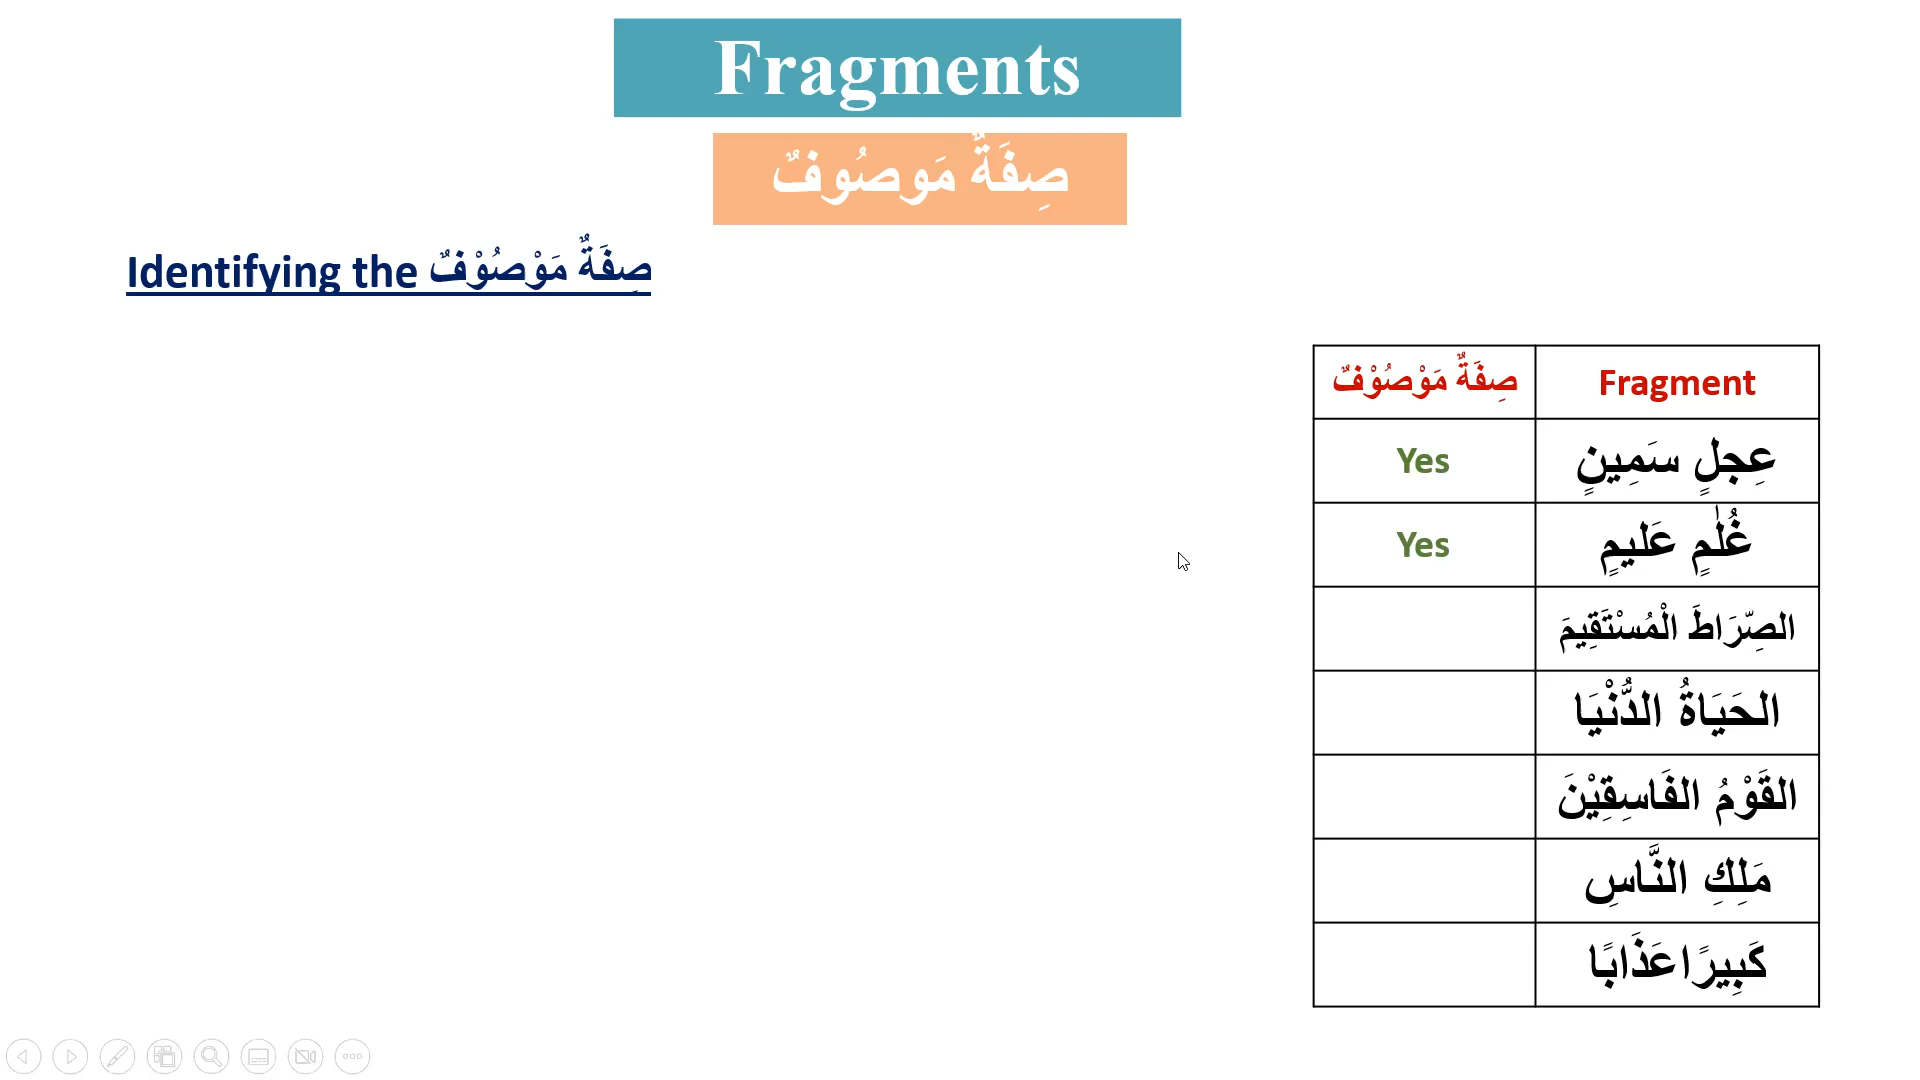 Fragments
صِفَةٌ مَوصُوفٌ
Identifying the صِفَةٌ مَوْصُوْفٌ
Fragment صِفَةٌ مَوْصُوْفٌ
عِجلٍ سَمِينٍ Yes
غُلٰمٍ عَليمٍ Yes
الصِّرَاطَ الْمُسْتَقِيمَ
الحَيَاةُ الدُّنْيَا
القَوْمُ الفَاسِقِيْنَ
مَلِكِ النَّاسِ
كَبِيرًا عَذَابًا